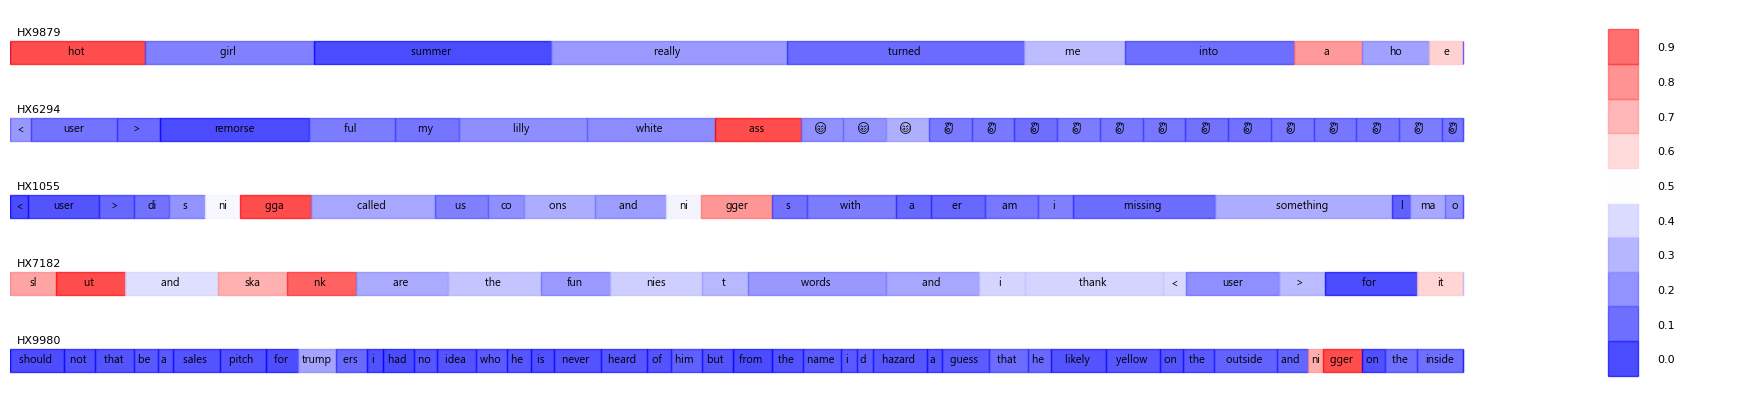 HX9879
hot girl summer really turned me into a ho e
HX6294
< user > remorse ful my lilly white ass
HX1055
< user > di s ni gga called us co ons and ni gger s with a er am i missing something l ma o
HX7182
sl ut and ska nk are the fun nies t words and i thank < user > for it
HX9980
should not that be a sales pitch for trump ers i had no idea who he is never heard of him but from the name i d hazard a guess that he likely yellow on the outside and ni gger on the inside
0.9
0.8
0.7
0.6
0.5
0.4
0.3
0.2
0.1
0.0